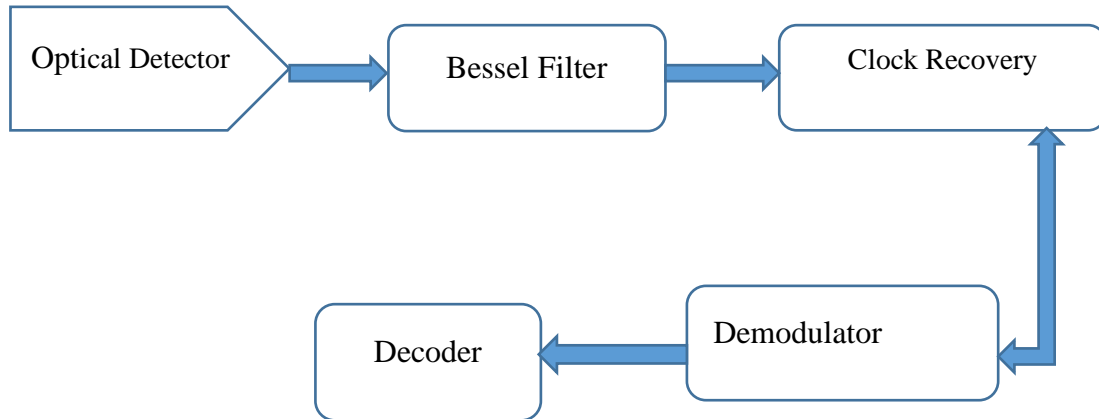 Optical Detector
Bessel Filter
Clock Recovery
Demodulator
Decoder